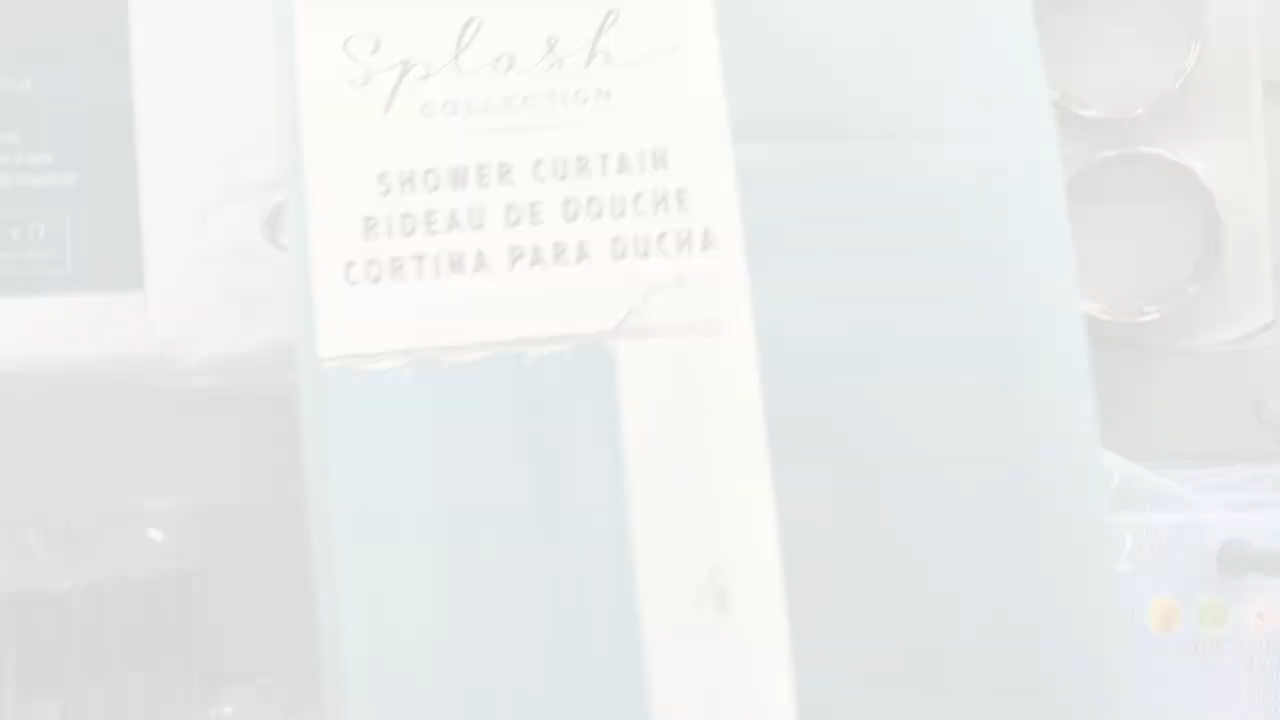 Splash
COLLECTION
SHOWER CURTAIN
RIDEAU DE DOUCHE
CORTINA PARA DUCHA